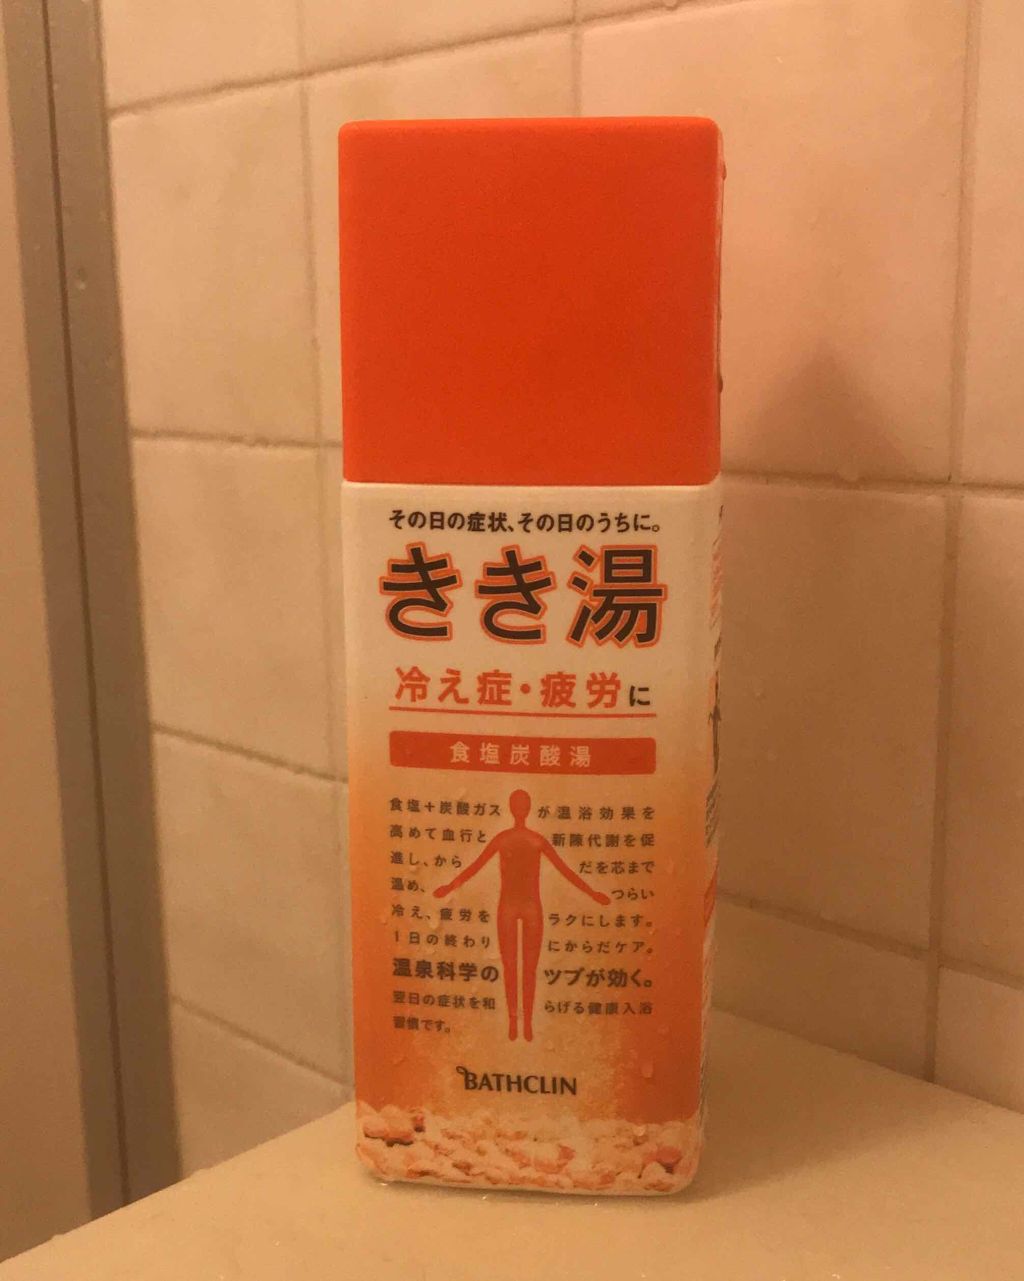 その日の症状、その日のうちに。
きき湯
冷え症・疲労に
食塩炭酸湯
食塩+炭酸ガスが温浴効果を
高めて血行と新陳代謝を促
進し、からだを芯まで
温め、つらい
冷え、疲労をラクにします。
1日の終わりにからだケア。
温泉科学のツブが効く。
翌日の症状を和らげる健康入浴
習慣です。
BATHCLIN